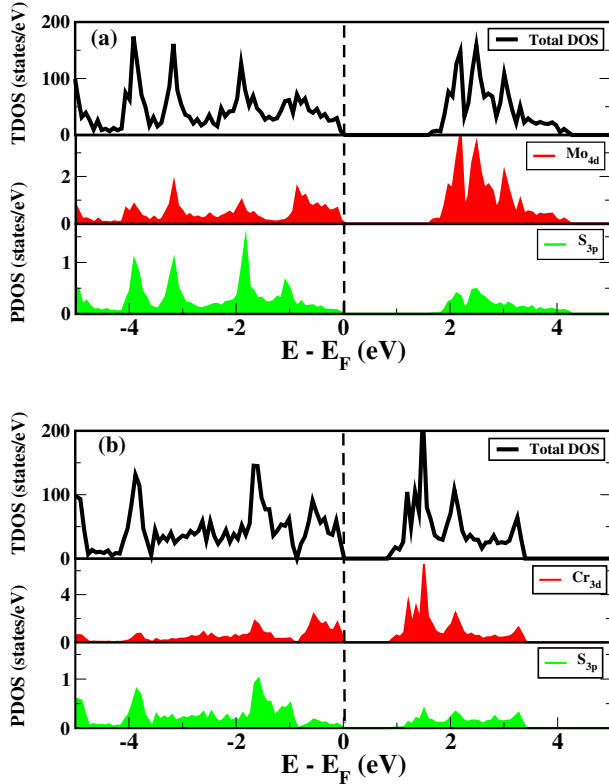 (a)
Total DOS
TDOS (states/eV)
200
100
0
Mo4d
2
0
S3p
PDOS (states/eV)
1
0
-4 -2 0 2 4
E - EF (eV)
(b)
Total DOS
TDOS (states/eV)
200
100
0
Cr3d
4
0
S3p
PDOS (states/eV)
1
0
-4 -2 0 2 4
E - EF (eV)